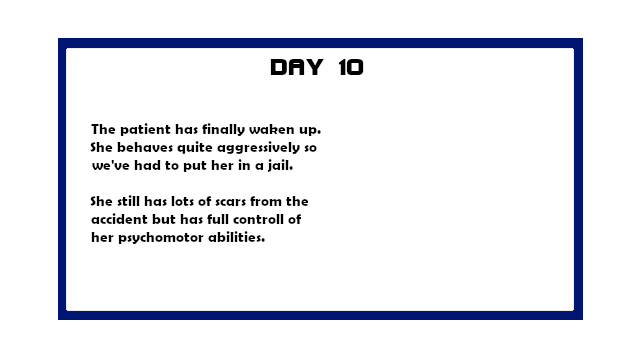 DAY 10
The patient has finally waken up.
She behaves quite aggressively so
we've had to put her in a jail.
She still has lots of scars from the
accident but has full controll of
her psychomotor abilities.